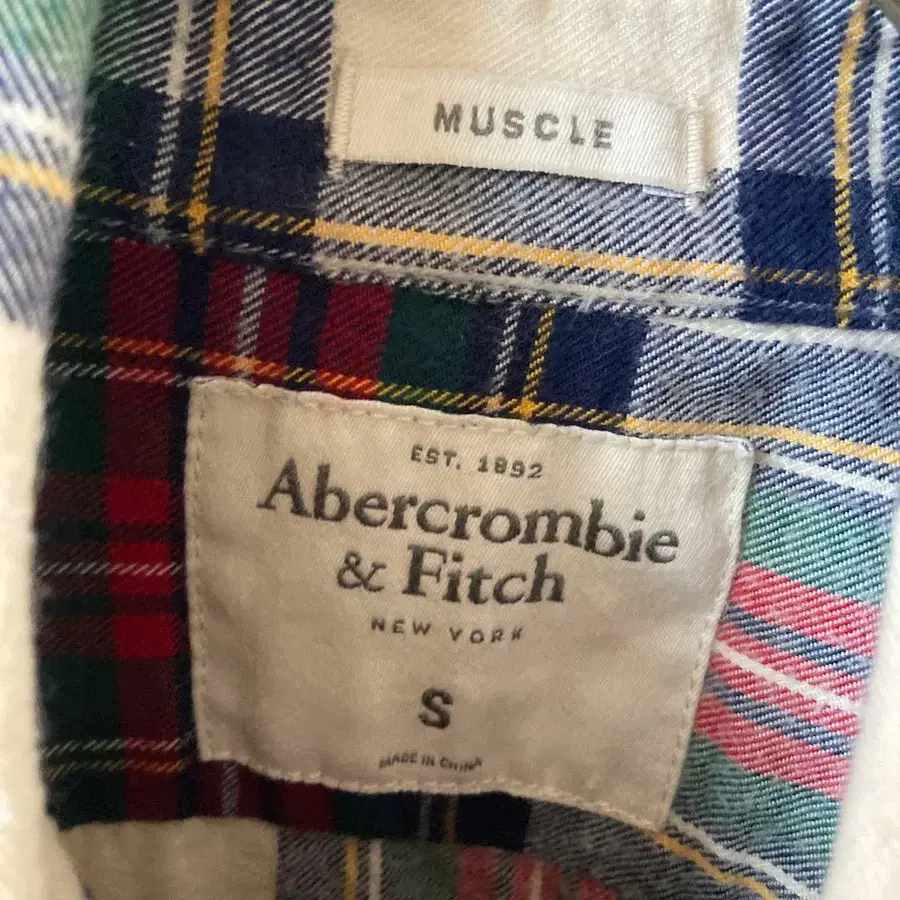 MUSCLE
EST. 1892
Abercrombie
& Fitch
NEW YORK
S
MADE IN CHINA